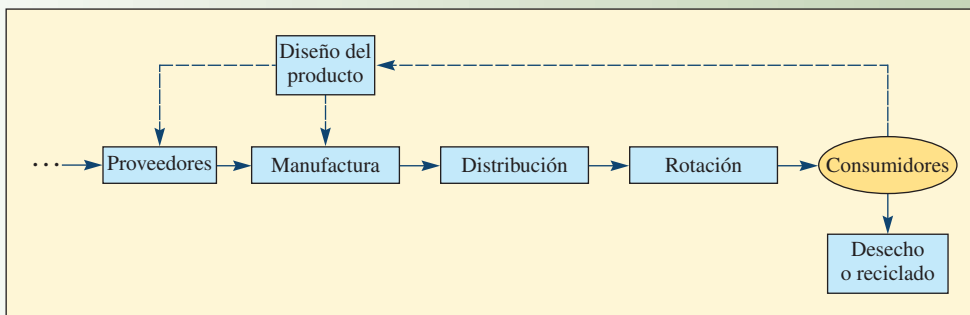 Diseño del
producto
... Proveedores Manufactura Distribución Rotación Consumidores
Desecho
o reciclado